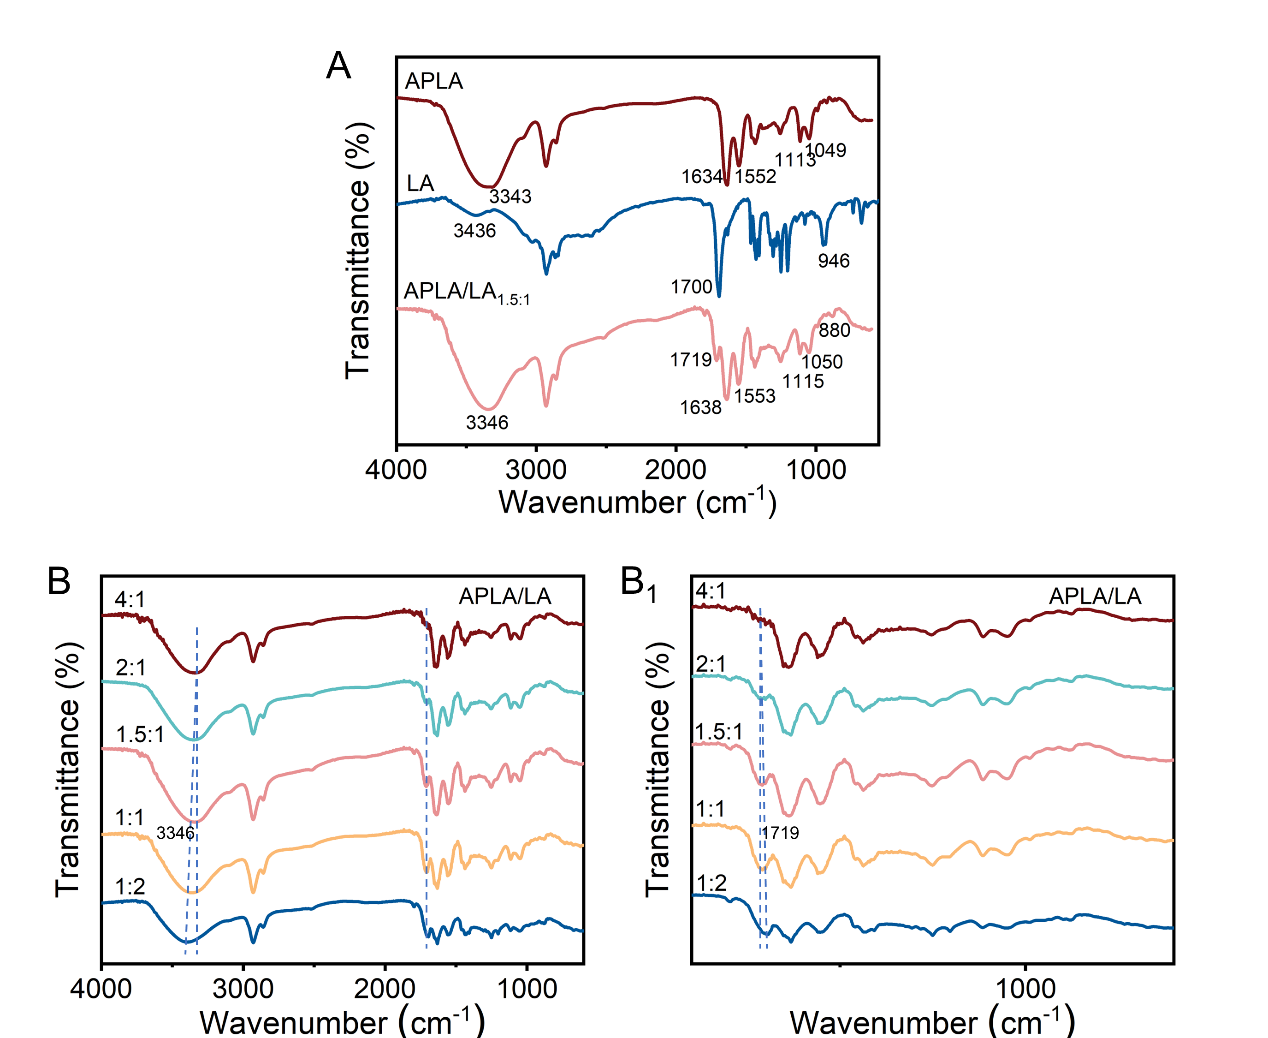 A
APLA
1634 1552 1113 1049
3343
LA
3436
946
1700
APLA/LA1.5:1
880
1719
1050
1115
1553
1638
3346
Transmittance (%)
4000 3000 2000 1000
Wavenumber (cm-1)
B
4:1 APLA/LA
2:1
1.5:1
1:1
3346
1:2
Transmittance (%)
4000 3000 2000 1000
Wavenumber (cm-1)
B1
4:1 APLA/LA
2:1
1.5:1
1:1
1719
1:2
Transmittance (%)
1000
Wavenumber (cm-1)